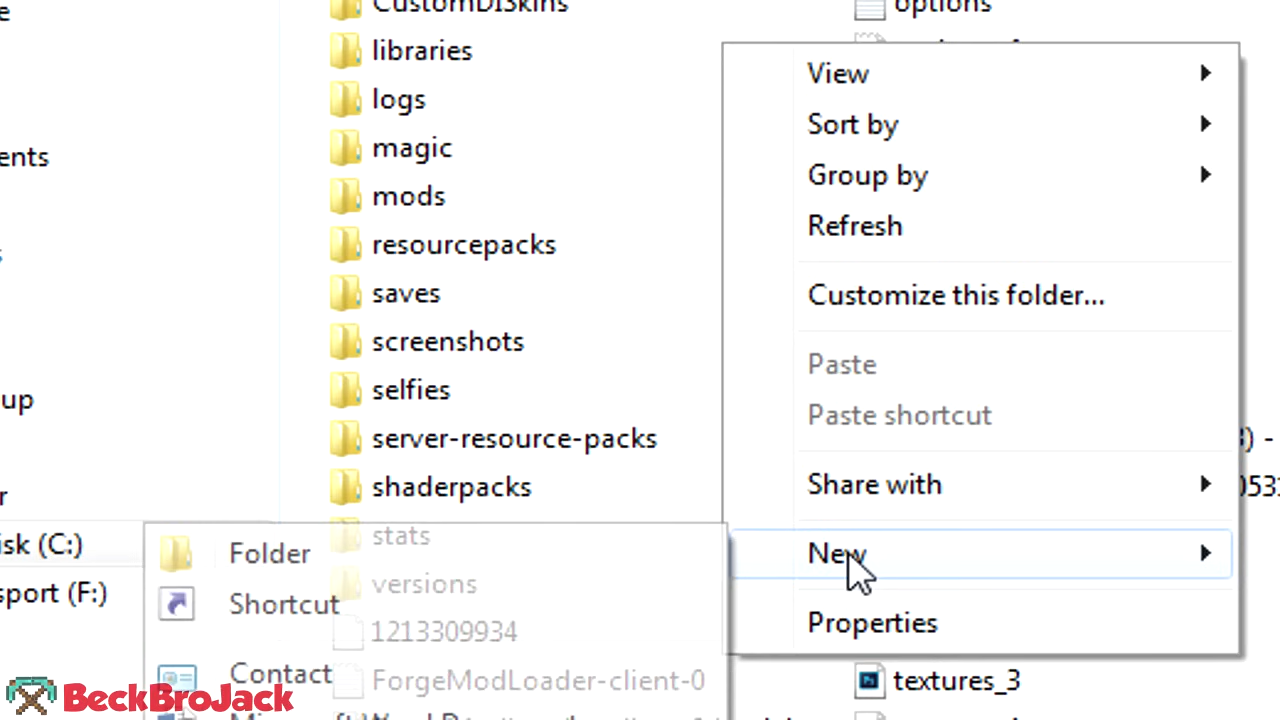 CustomDISkins
libraries
logs
magic
mods
resourcepacks
saves
screenshots
selfies
server-resource-packs
shaderpacks
stats
versions
1213309934
ForgeModLoader-client-0
options
textures_3
ents
up
r
isk (C:)
sport (F:)
View
Sort by
Group by
Refresh
Customize this folder...
Paste
Paste shortcut
Share with
New
Properties
Folder
Shortcut
Contact
BeckBroJack